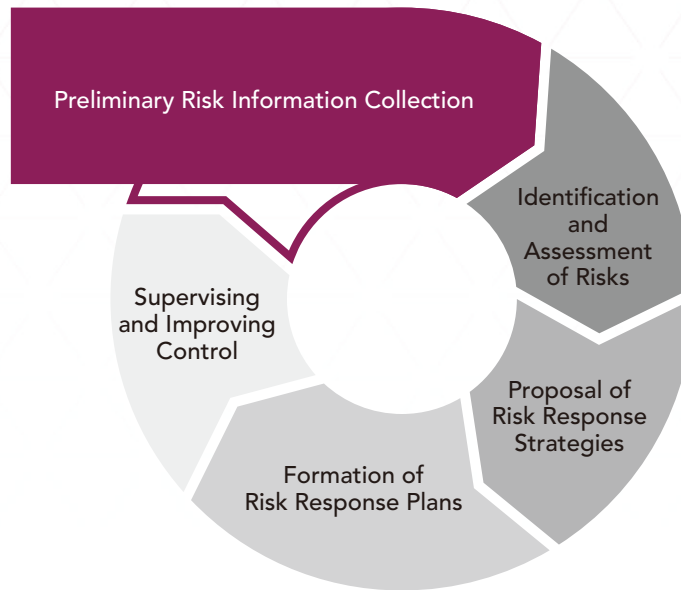 Preliminary Risk Information Collection
Identification
and
Assessment
of Risks
Proposal of
Risk Response
Strategies
Formation of
Risk Response Plans
Supervising
and Improving
Control